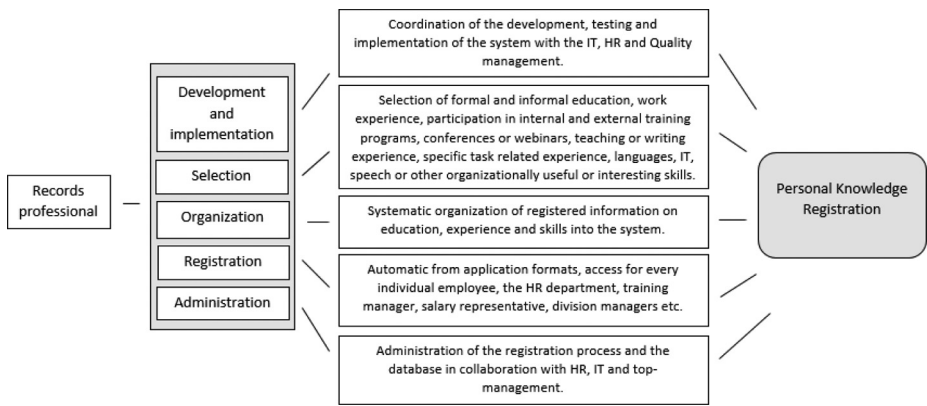 Records
professional
Development
and
implementation
Selection
Organization
Registration
Administration
Coordination of the development, testing and
implementation of the system with the IT, HR and Quality
management.
Selection of formal and informal education, work
experience, participation in internal and external training
programs, conferences or webinars, teaching or writing
experience, specific task related experience, languages, IT,
speech or other organizationally useful or interesting skills.
Systematic organization of registered information on
education, experience and skills into the system.
Automatic from application formats, access for every
individual employee, the HR department, training
manager, salary representative, division managers etc.
Administration of the registration process and the
database in collaboration with HR, IT and top-
management.
Personal Knowledge
Registration